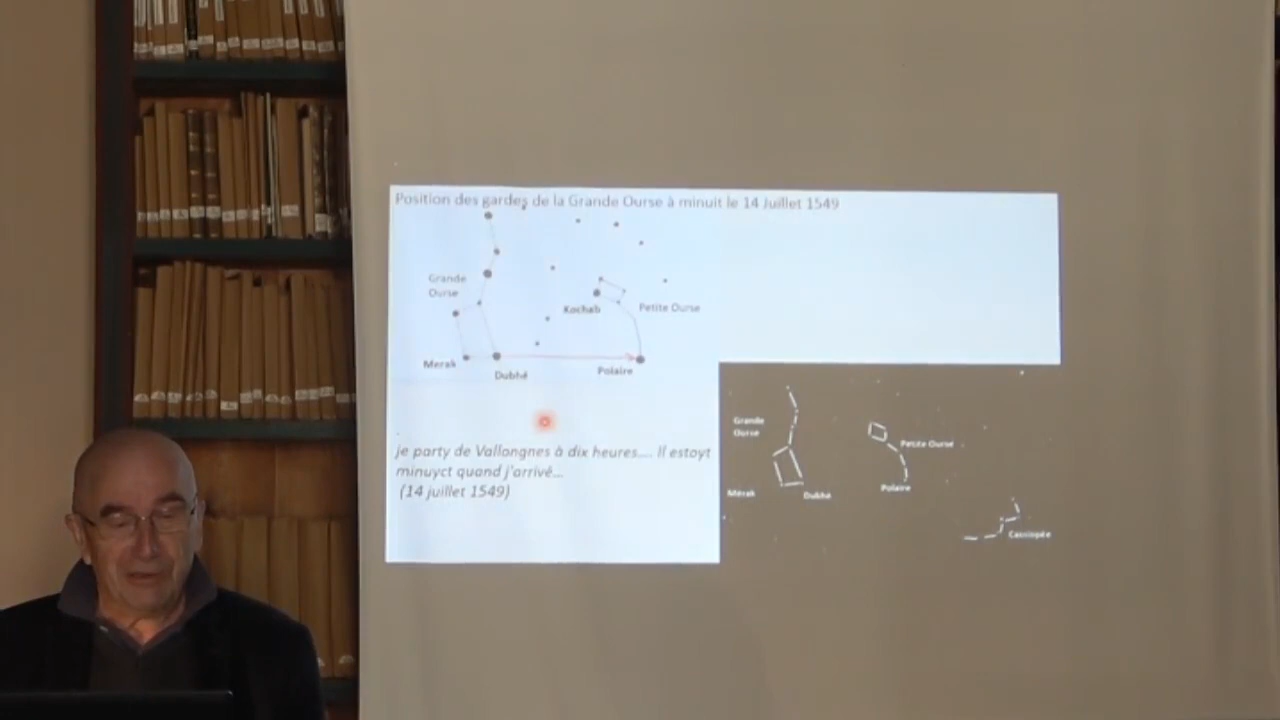 Position des gardes de la Grande Ourse à minuit le 14 Juillet 1549
Grande
Ourse
Kochab
Petite Ourse
Merak
Dubhé
Polaire
je party de Vallongnes à dix heures.... Il estoyt
minuyct quand j'arrivé...
(14 juillet 1549)
Grande
Ourse
Petite Ourse
Mérak
Dubhé
Polaire
Cassiopée